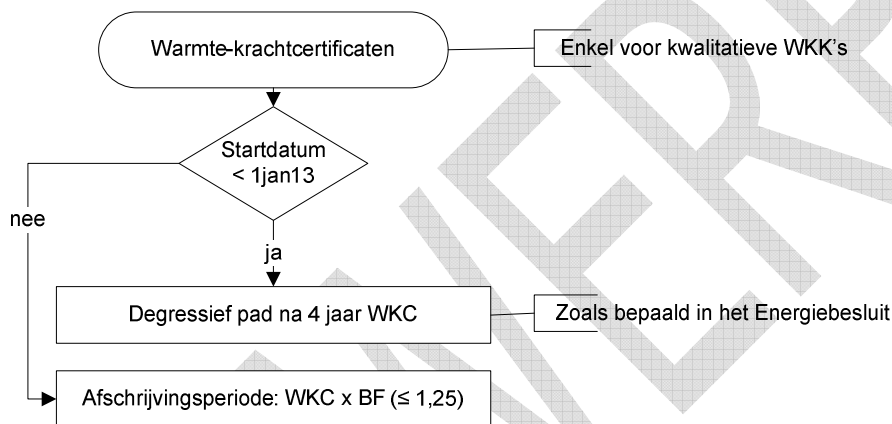 Warmte-krachtcertificaten
Enkel voor kwalitatieve WKK's
Startdatum
< 1jan13
nee
ja
Degressief pad na 4 jaar WKC
Zoals bepaald in het Energiebesluit
Afschrijvingsperiode: WKC x BF (≤ 1,25)